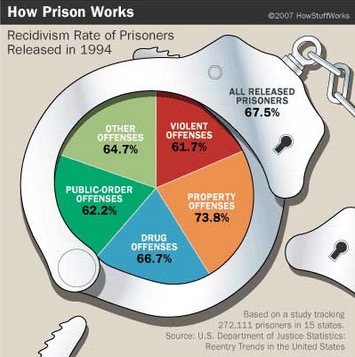 How Prison Works
©2007 HowStuffWorks
Recidivism Rate of Prisoners
Released in 1994
ALL RELEASED
PRISONERS
67.5%
OTHER
OFFENSES
64.7%
VIOLENT
OFFENSES
61.7%
PUBLIC-ORDER
OFFENSES
62.2%
PROPERTY
OFFENSES
73.8%
DRUG
OFFENSES
66.7%
Based on a study tracking
272,111 prisoners in 15 states.
Source: U.S. Department of Justice Statistics:
Reentry Trends in the United States